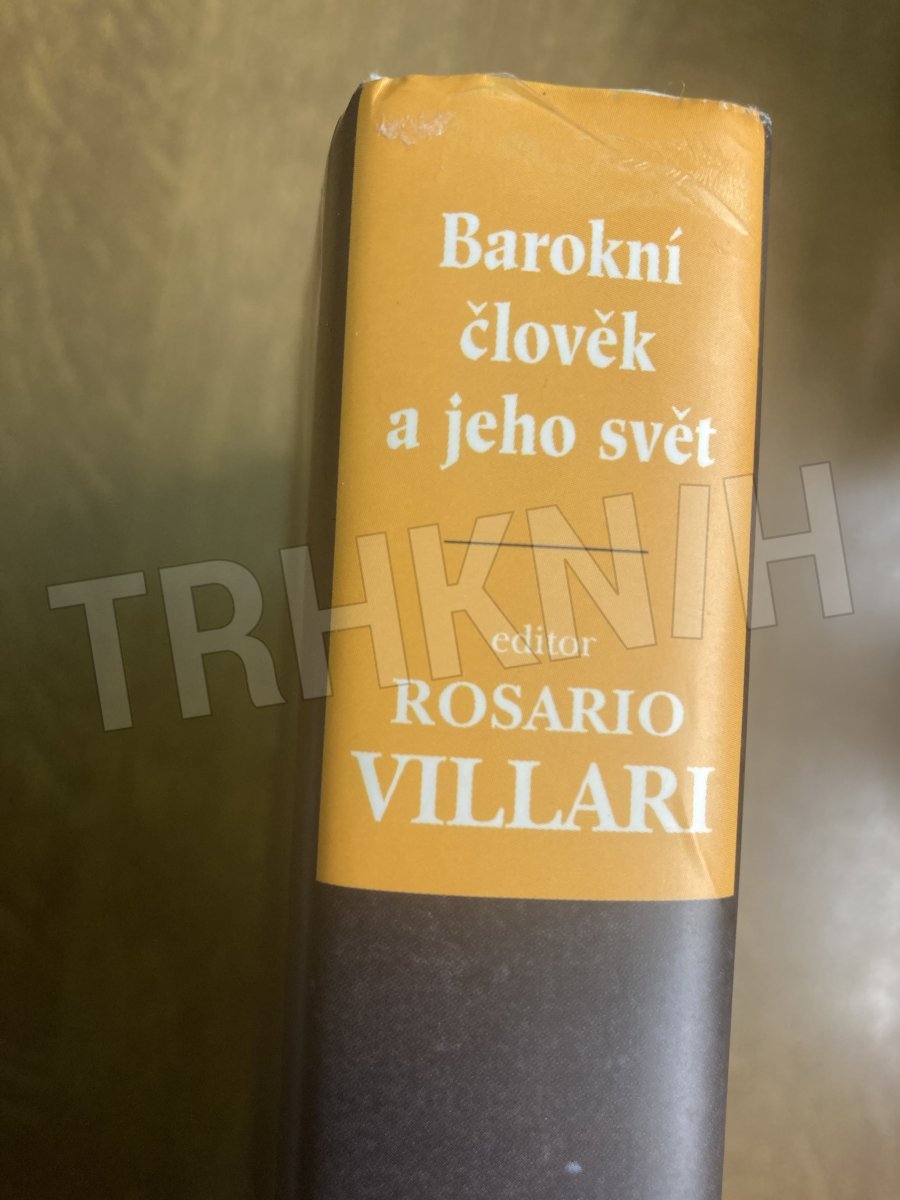 Barokní
člověk
a jeho svět
TRHKNIH
editor
ROSARIO
VILLARI